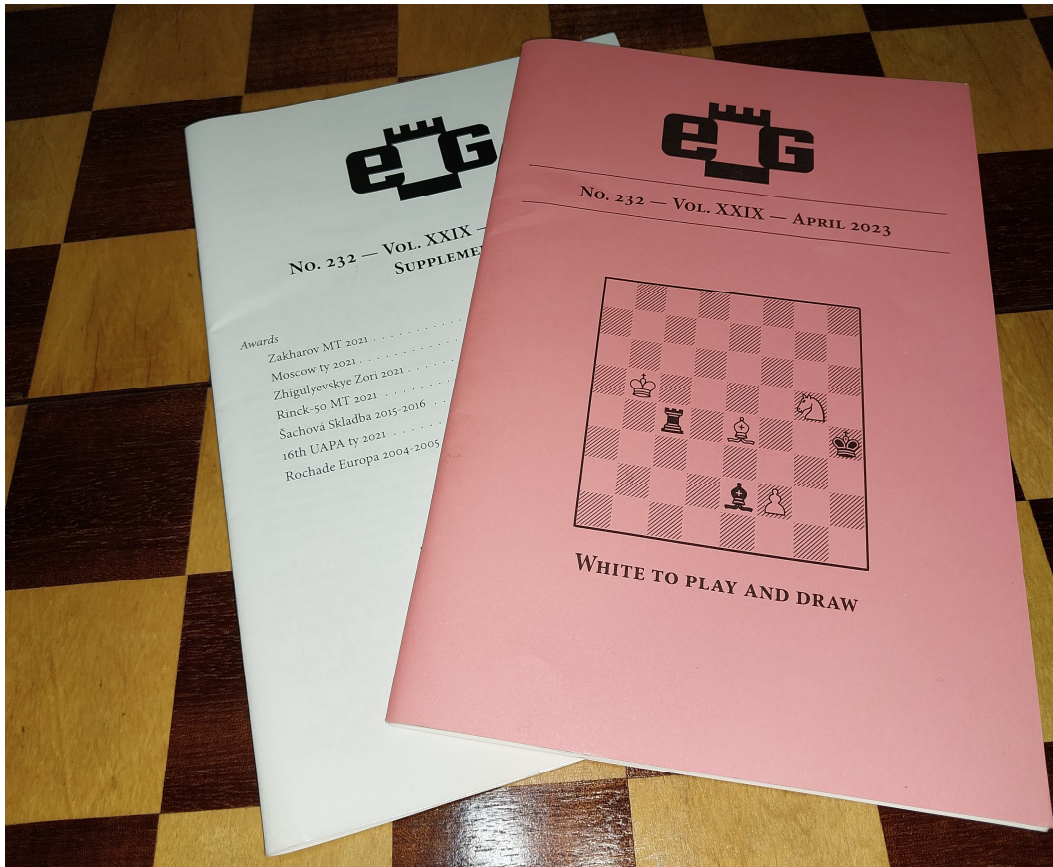 eG
No. 232 — Vol. XXIX —
Awards
Zakharov MT 2021 . . . . . . . . . .
Moscow ty 2021 . . . . . . . . . . .
Zhigulyevskye Zori 2021 . . . . . . .
Rinck-50 MT 2021 . . . . . . . . .
Šachová Skladba 2015-2016 . . .
16th UAPA ty 2021 . . . . . . .
Rochade Europa 2004-2005
eG
No. 232 — Vol. XXIX — April 2023
White to play and draw